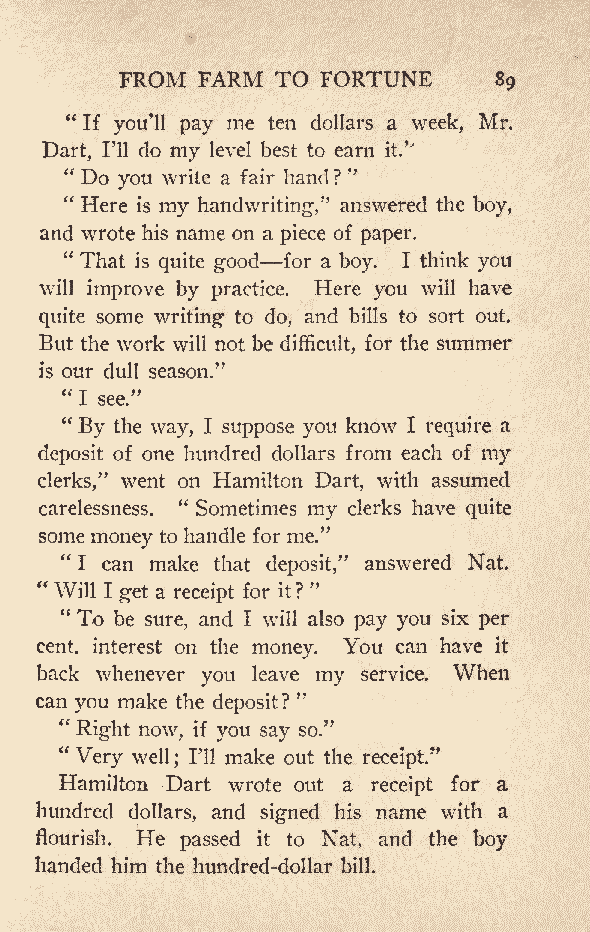 FROM FARM TO FORTUNE 89
“ If you’ll pay me ten dollars a week, Mr.
Dart, I’ll do my level best to earn it.”
“ Do you write a fair hand? ”
“ Here is my handwriting,” answered the boy,
and wrote his name on a piece of paper.
“ That is quite good—for a boy. I think you
will improve by practice. Here you will have
quite some writing to do, and bills to sort out.
But the work will not be difficult, for the summer
is our dull season.”
“ I see.”
“ By the way, I suppose you know I require a
deposit of one hundred dollars from each of my
clerks,” went on Hamilton Dart, with assumed
carelessness. “ Sometimes my clerks have quite
some money to handle for me.”
“ I can make that deposit,” answered Nat.
“ Will I get a receipt for it? ”
“ To be sure, and I will also pay you six per
cent. interest on the money. You can have it
back whenever you leave my service. When
can you make the deposit? ”
“ Right now, if you say so.”
“ Very well; I’ll make out the receipt.”
Hamilton Dart wrote out a receipt for a
hundred dollars, and signed his name with a
flourish. He passed it to Nat, and the boy
handed him the hundred-dollar bill.